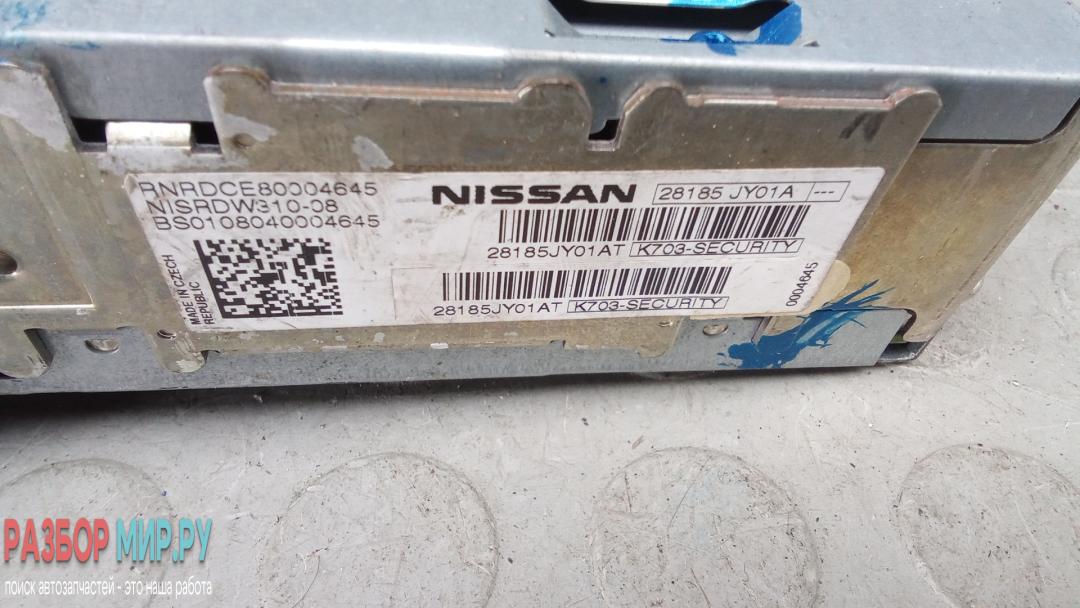 RNRDCE80004645
NISRDW310-08
BS0108040004645
NISSAN
28185 JY01A ---
28185JY01AT K703-SECURITY
28185JY01AT K703-SECURITY
MADE IN CZECH
REPUBLIC
0004645
РАЗБОР МИР.РУ
поиск автозапчастей - это наша работа